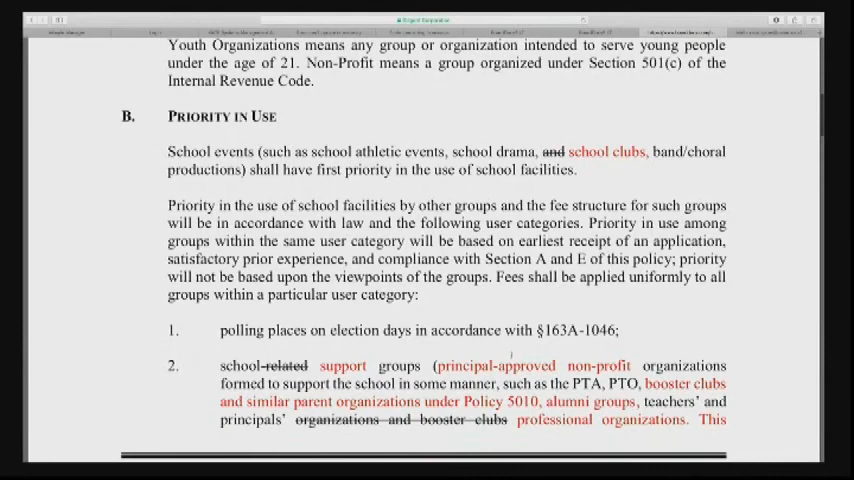 Youth Organizations means any group or organization intended to serve young people
under the age of 21. Non-Profit means a group organized under Section 501(c) of the
Internal Revenue Code.
B. PRIORITY IN USE
School events (such as school athletic events, school drama, and school clubs, band/choral
productions) shall have first priority in the use of school facilities.
Priority in the use of school facilities by other groups and the fee structure for such groups
will be in accordance with law and the following user categories. Priority in use among
groups within the same user category will be based on earliest receipt of an application,
satisfactory prior experience, and compliance with Section A and E of this policy; priority
will not be based upon the viewpoints of the groups. Fees shall be applied uniformly to all
groups within a particular user category:
1. polling places on election days in accordance with §163A-1046;
2. school-related support groups (principal-approved non-profit organizations
formed to support the school in some manner, such as the PTA, PTO, booster clubs
and similar parent organizations under Policy 5010, alumni groups, teachers' and
principals' organizations and booster clubs professional organizations. This